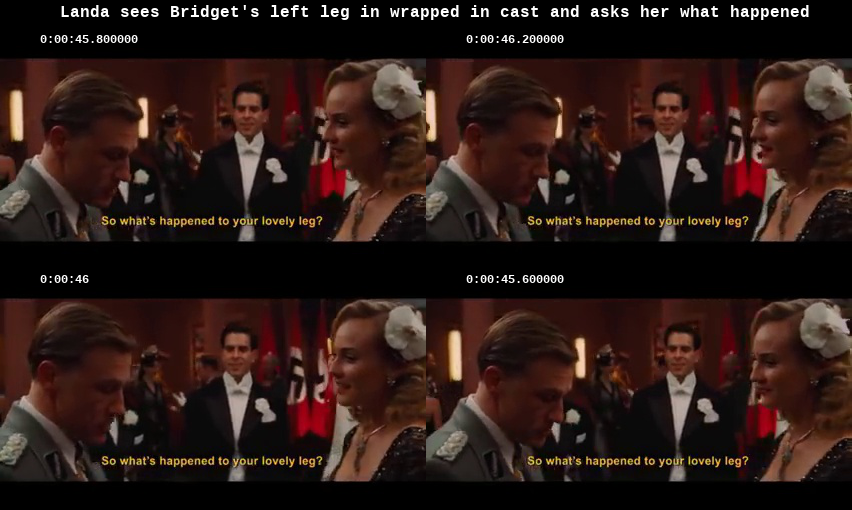 Landa sees Bridget's left leg in wrapped in cast and asks her what happened
0:00:45.800000
0:00:46.200000
So what's happened to your lovely leg?
So what's happened to your lovely leg?
0:00:46
0:00:45.600000
So what's happened to your lovely leg?
So what's happened to your lovely leg?